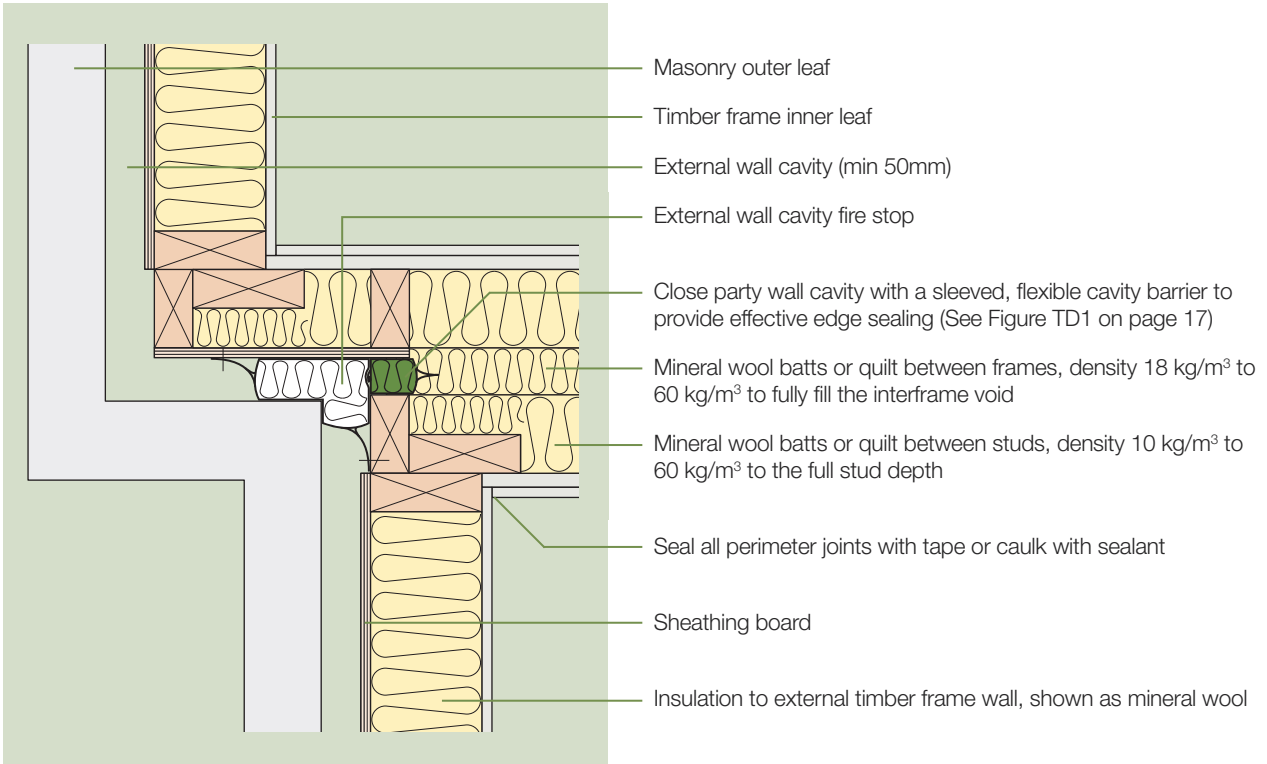 Masonry outer leaf
Timber frame inner leaf
External wall cavity (min 50mm)
External wall cavity fire stop
Close party wall cavity with a sleeved, flexible cavity barrier to
provide effective edge sealing (See Figure TD1 on page 17)
Mineral wool batts or quilt between frames, density 18 kg/m³ to
60 kg/m³ to fully fill the interframe void
Mineral wool batts or quilt between studs, density 10 kg/m³ to
60 kg/m³ to the full stud depth
Seal all perimeter joints with tape or caulk with sealant
Sheathing board
Insulation to external timber frame wall, shown as mineral wool